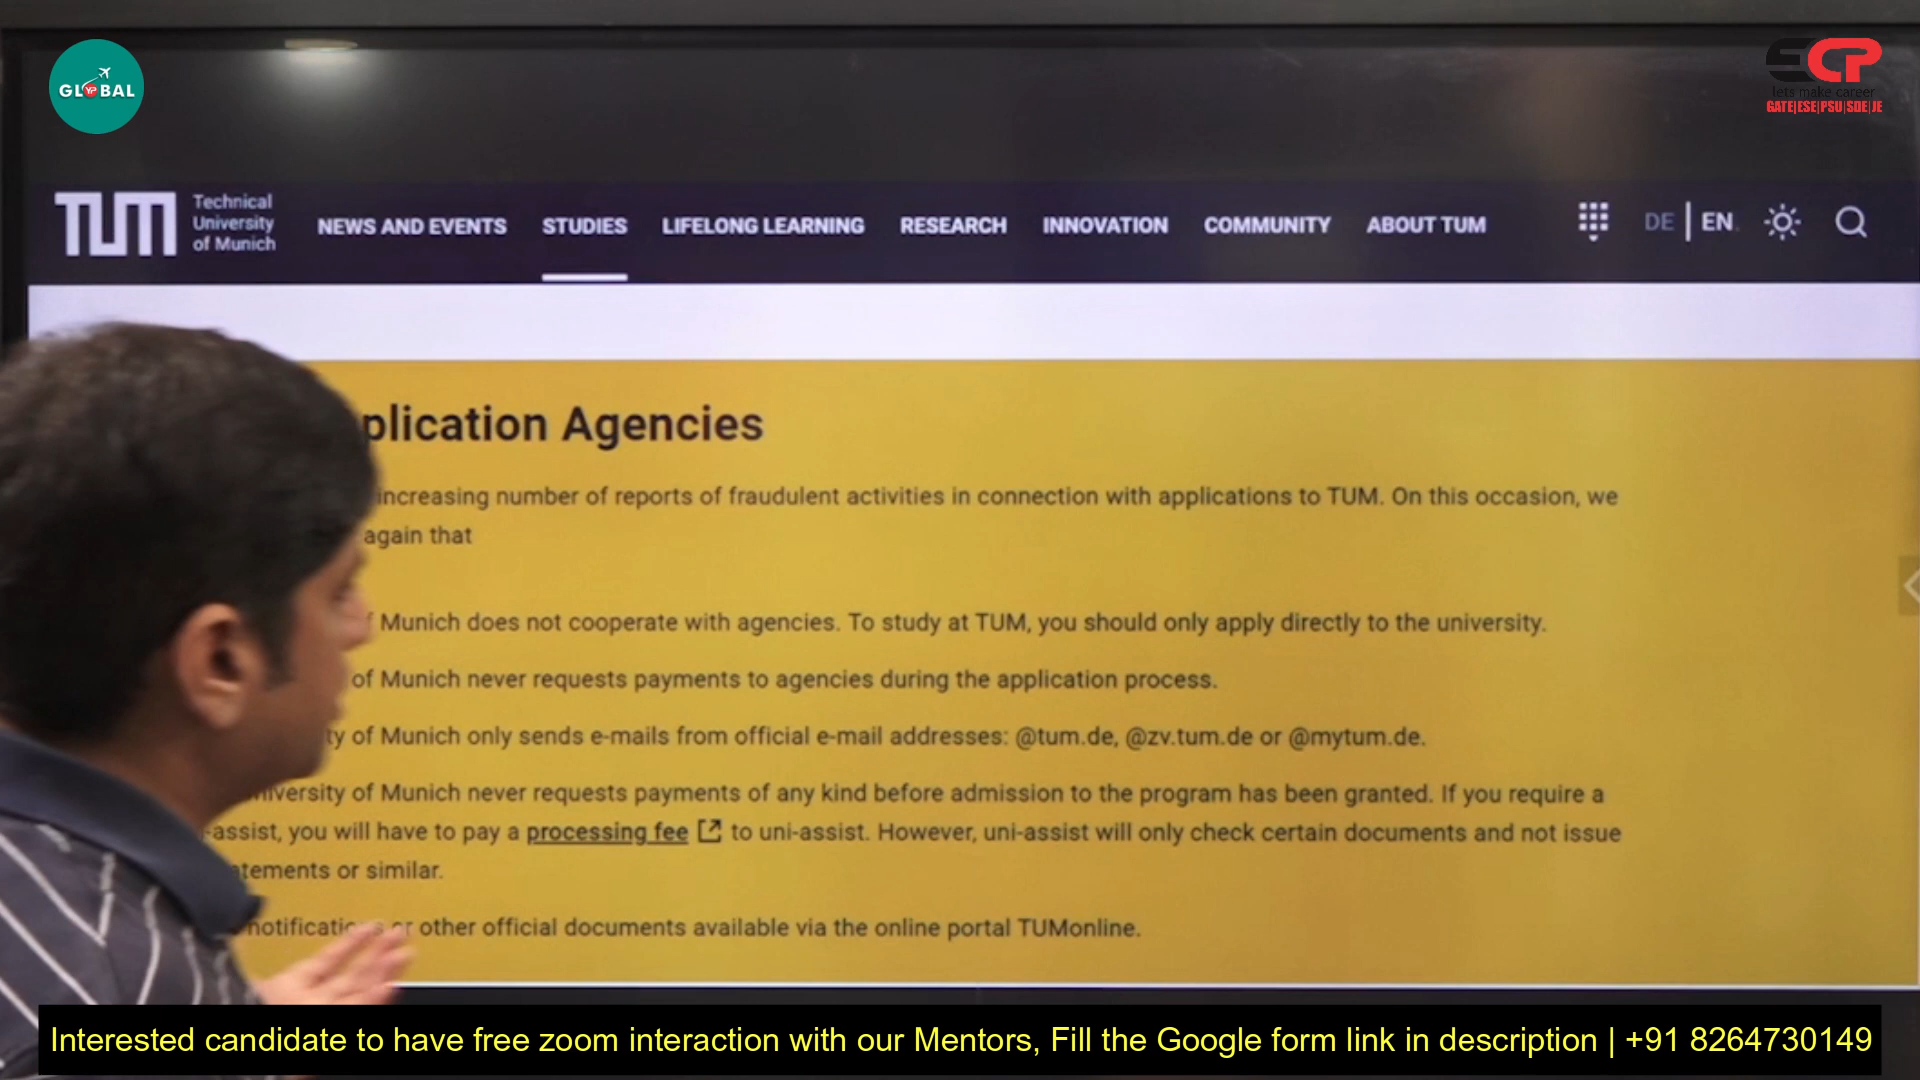 GLOBAL
YP
ECP
lets make career
GATE|ESE|PSU|SDE|JE
TUM
Technical
University
of Munich
NEWS AND EVENTS
STUDIES
LIFELONG LEARNING
RESEARCH
INNOVATION
COMMUNITY
ABOUT TUM
DE | EN
plication Agencies
increasing number of reports of fraudulent activities in connection with applications to TUM. On this occasion, we
again that
Munich does not cooperate with agencies. To study at TUM, you should only apply directly to the university.
of Munich never requests payments to agencies during the application process.
ty of Munich only sends e-mails from official e-mail addresses: @tum.de, @zv.tum.de or @mytum.de.
niversity of Munich never requests payments of any kind before admission to the program has been granted. If you require a
-assist, you will have to pay a processing fee to uni-assist. However, uni-assist will only check certain documents and not issue
tements or similar.
or other official documents available via the online portal TUMonline.
Interested candidate to have free zoom interaction with our Mentors, Fill the Google form link in description | +91 8264730149